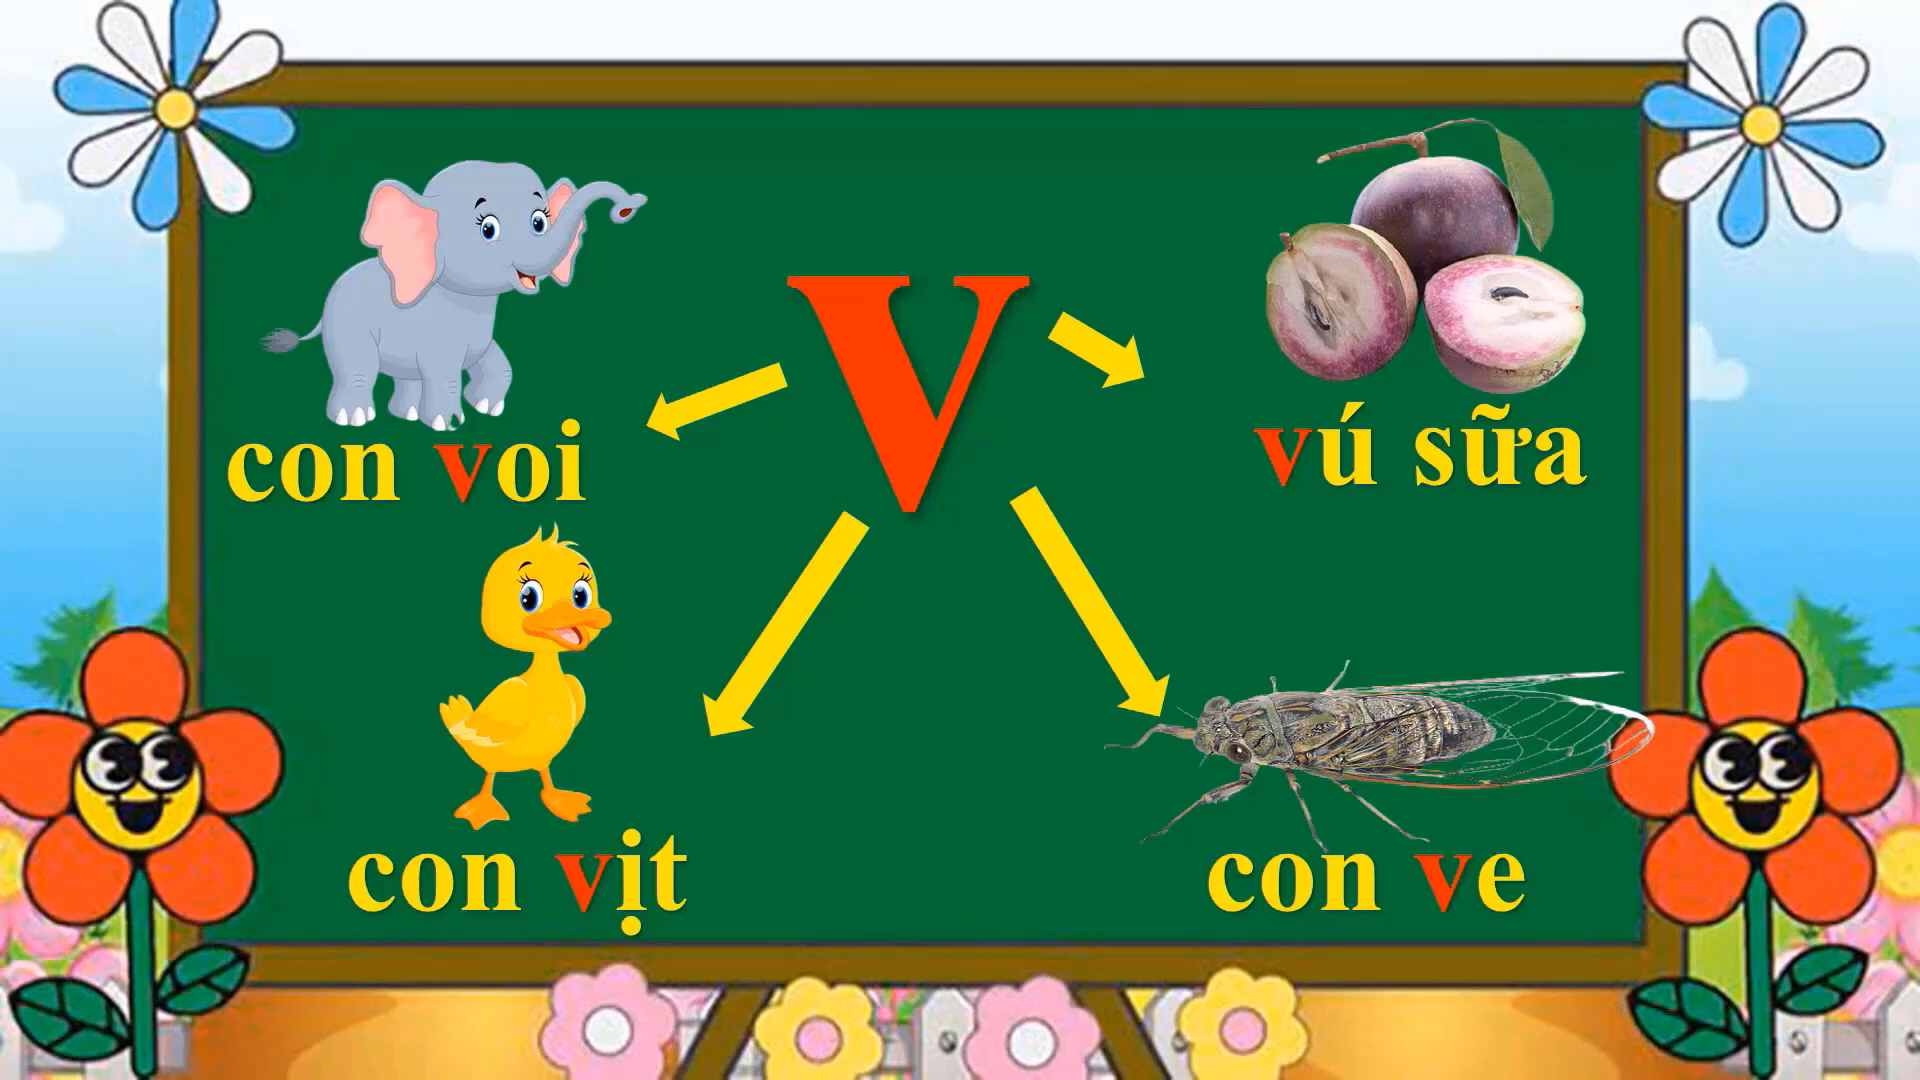 v
con voi
vú sữa
con vịt
con ve